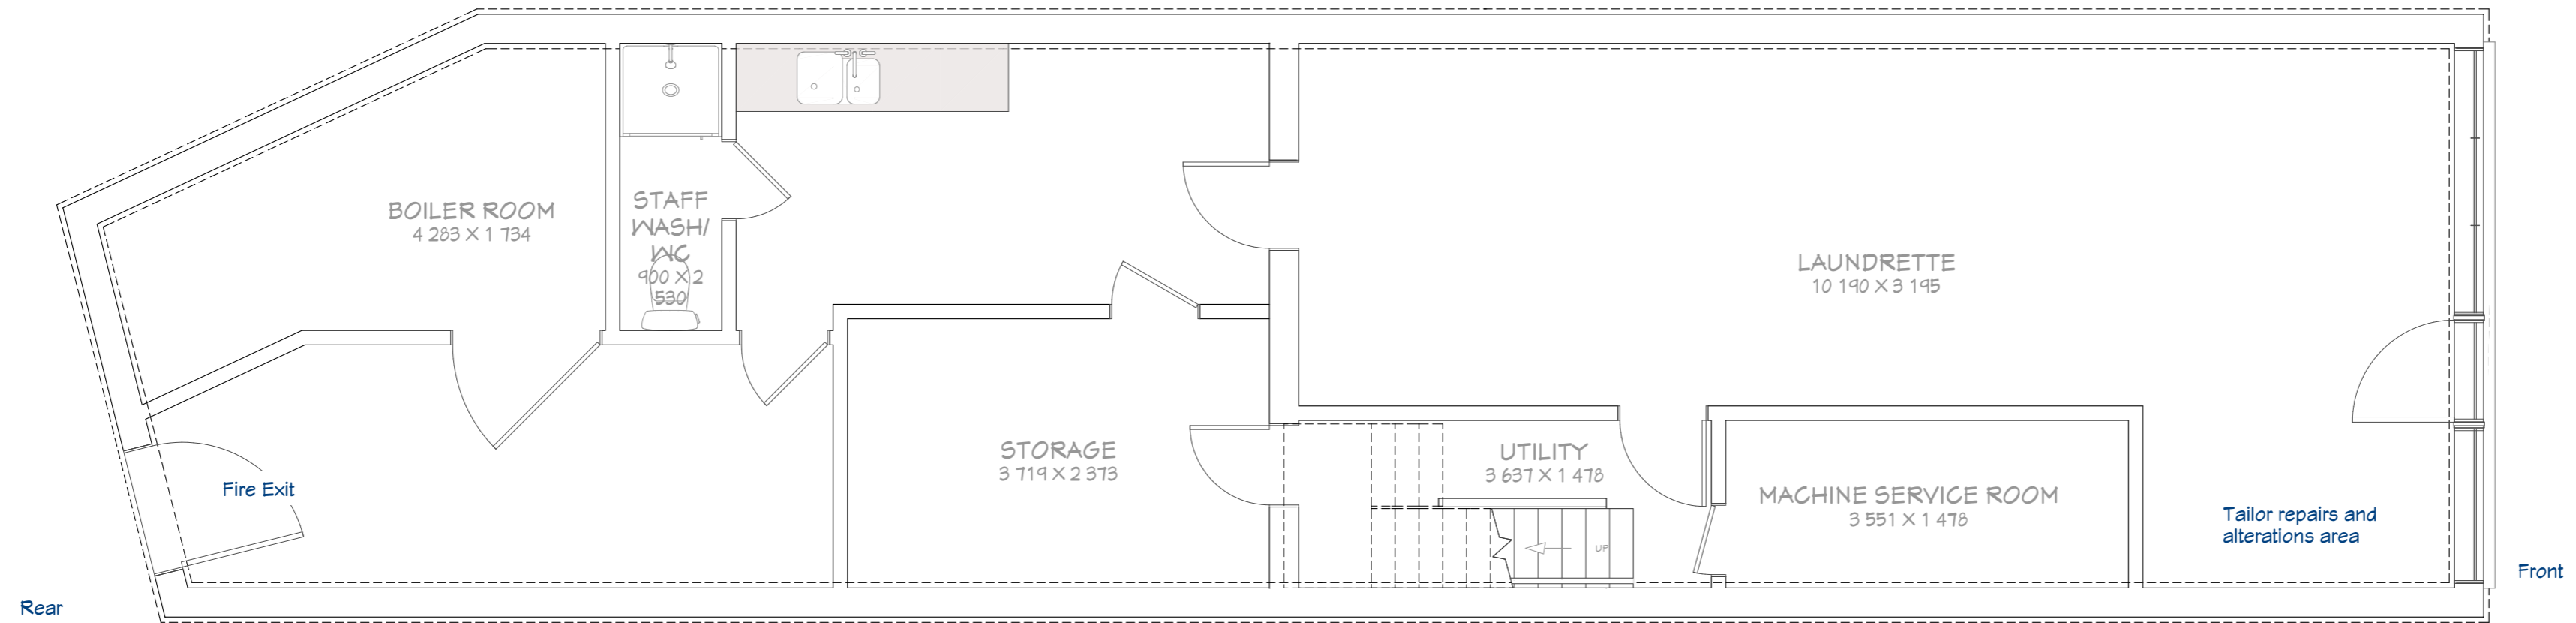 BOILER ROOM
4 283 X 1 734
STAFF
WASH/
WC
900 X 2
530
LAUNDRETTE
10 190 X 3 195
STORAGE
3 719 X 2 373
UTILITY
3 637 X 1 478
UP
MACHINE SERVICE ROOM
3 551 X 1 478
Fire Exit
Tailor repairs and
alterations area
Rear
Front